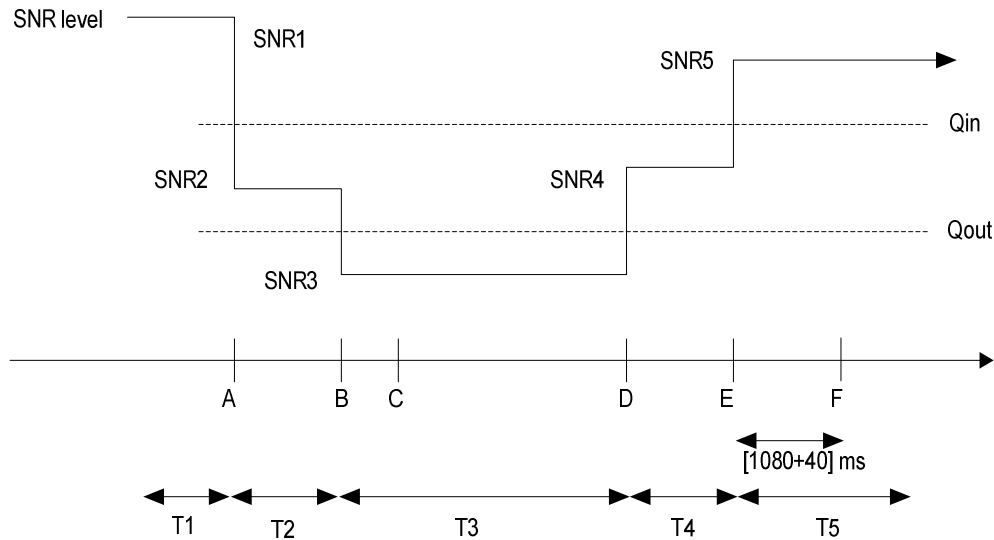 SNR level
SNR1
SNR5
Qin
SNR2
SNR4
Qout
SNR3
A
B
C
D
E
F
[1080+40] ms
T1
T2
T3
T4
T5